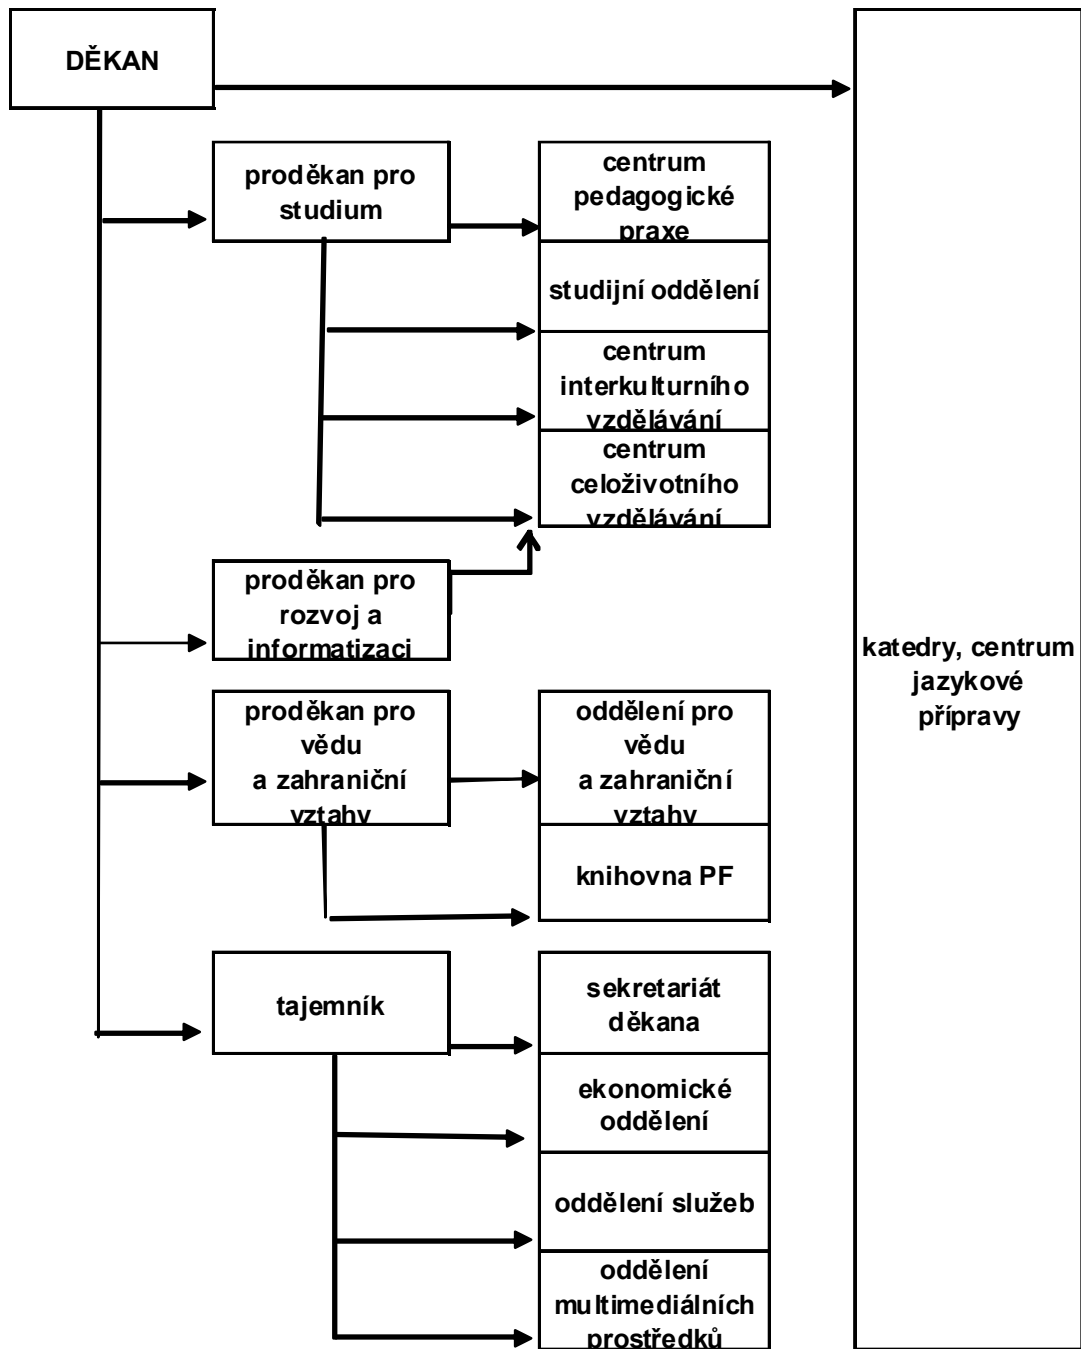 DĚKAN
proděkan pro
studium
centrum
pedagogické
praxe
studijní oddělení
centrum
interkulturního
vzdělávání
centrum
celoživotního
vzdělávání
proděkan pro
rozvoj a
informatizaci
proděkan pro
vědu
a zahraniční
vztahy
oddělení pro
vědu
a zahraniční
vztahy
knihovna PF
tajemník
sekretariát
děkana
ekonomické
oddělení
oddělení služeb
oddělení
multimediálních
prostředků
katedry, centrum
jazykové
přípravy